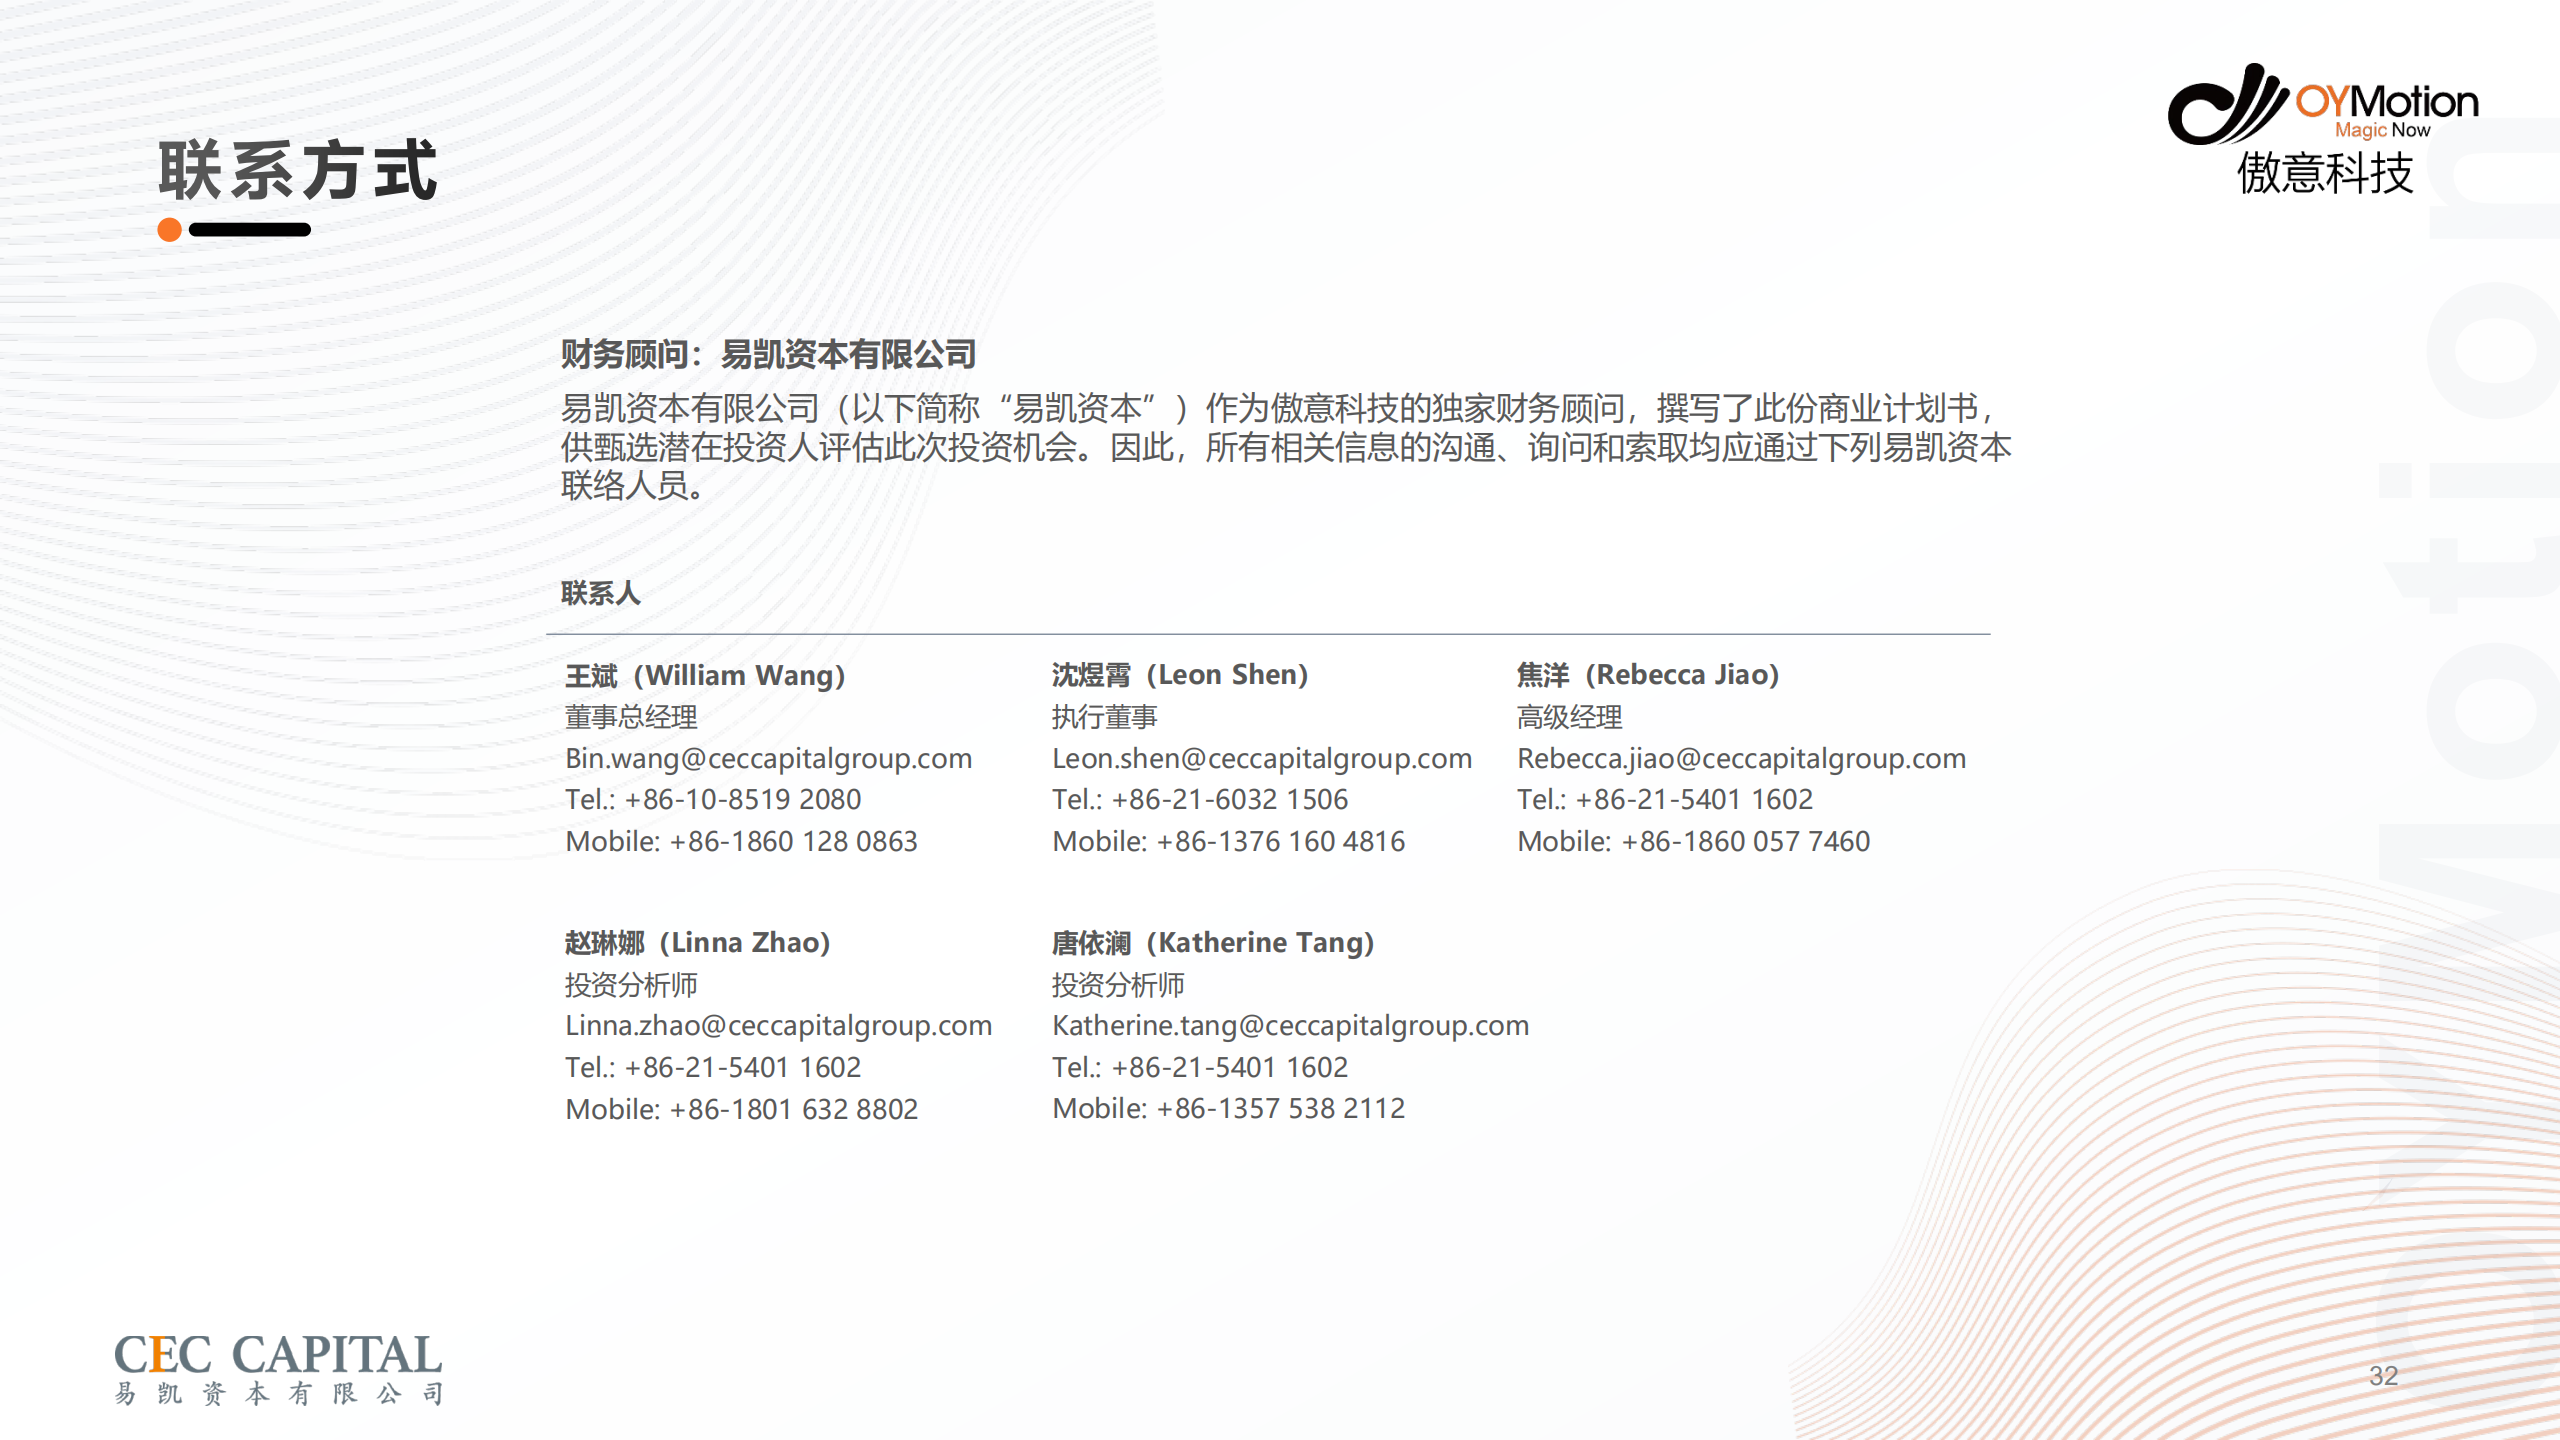 联系方式
OYMotion
Magic Now
傲意科技
财务顾问：易凯资本有限公司
易凯资本有限公司（以下简称“易凯资本”）作为傲意科技的独家财务顾问，撰写了此份商业计划书，
供甄选潜在投资人评估此次投资机会。因此，所有相关信息的沟通、询问和索取均应通过下列易凯资本
联络人员。
联系人
王斌（William Wang）
董事总经理
Bin.wang@ceccapitalgroup.com
Tel.: +86-10-8519 2080
Mobile: +86-1860 128 0863
沈煜霄（Leon Shen）
执行董事
Leon.shen@ceccapitalgroup.com
Tel.: +86-21-6032 1506
Mobile: +86-1376 160 4816
焦洋（Rebecca Jiao）
高级经理
Rebecca.jiao@ceccapitalgroup.com
Tel.: +86-21-5401 1602
Mobile: +86-1860 057 7460
赵琳娜（Linna Zhao）
投资分析师
Linna.zhao@ceccapitalgroup.com
Tel.: +86-21-5401 1602
Mobile: +86-1801 632 8802
唐依澜（Katherine Tang）
投资分析师
Katherine.tang@ceccapitalgroup.com
Tel.: +86-21-5401 1602
Mobile: +86-1357 538 2112
OYMotion
CEC CAPITAL
易凯资本有限公司
32